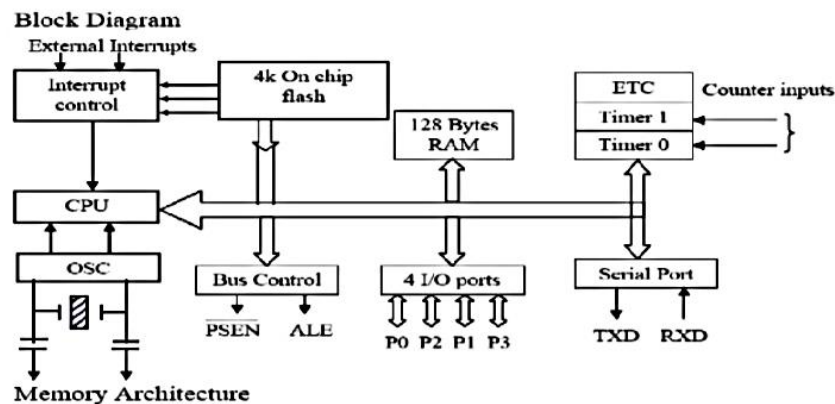 Block Diagram
External Interrupts
Interrupt
control
4k On chip
flash
128 Bytes
RAM
ETC
Timer 1
Timer 0
Counter inputs
CPU
OSC
Bus Control
4 I/O ports
Serial Port
PSEN
ALE
P0 P2 P1 P3
TXD
RXD
Memory Architecture